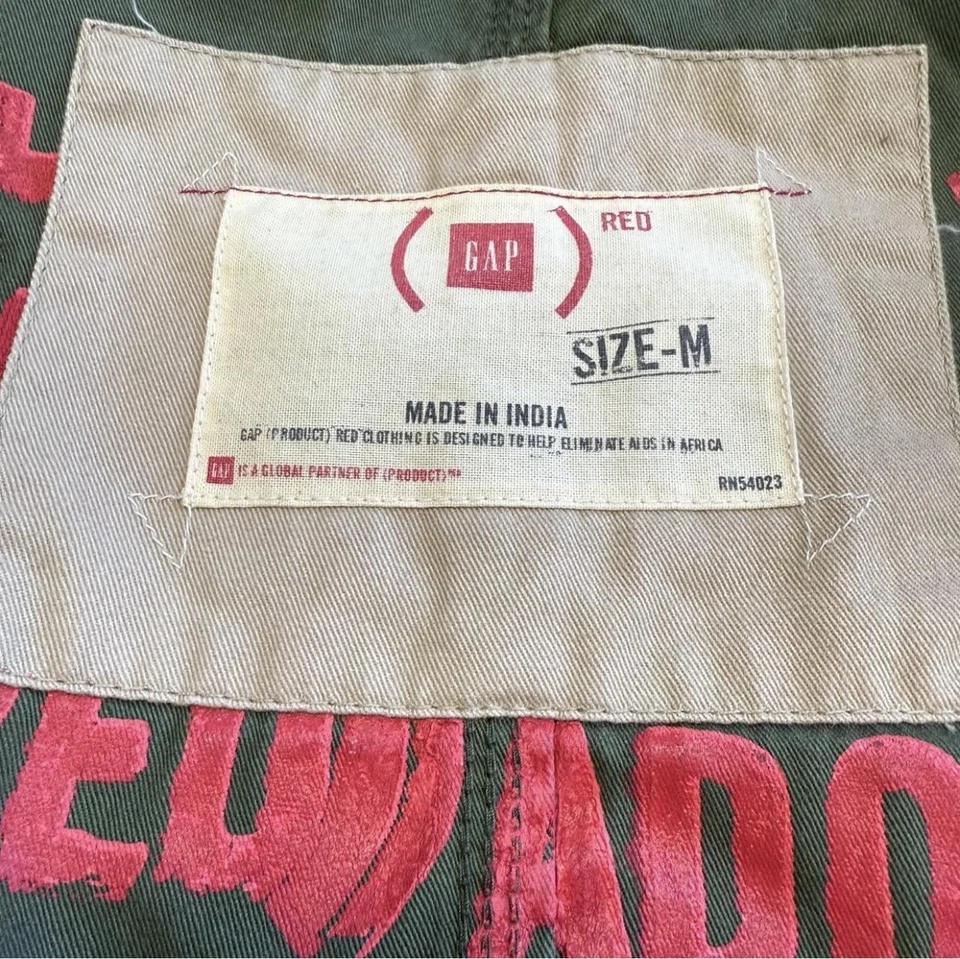 (GAP) RED
SIZE-M
MADE IN INDIA
GAP (PRODUCT) RED CLOTHING IS DESIGNED TO HELP ELIMINATE AIDS IN AFRICA
GAP IS A GLOBAL PARTNER OF (PRODUCT)RED
RN54023